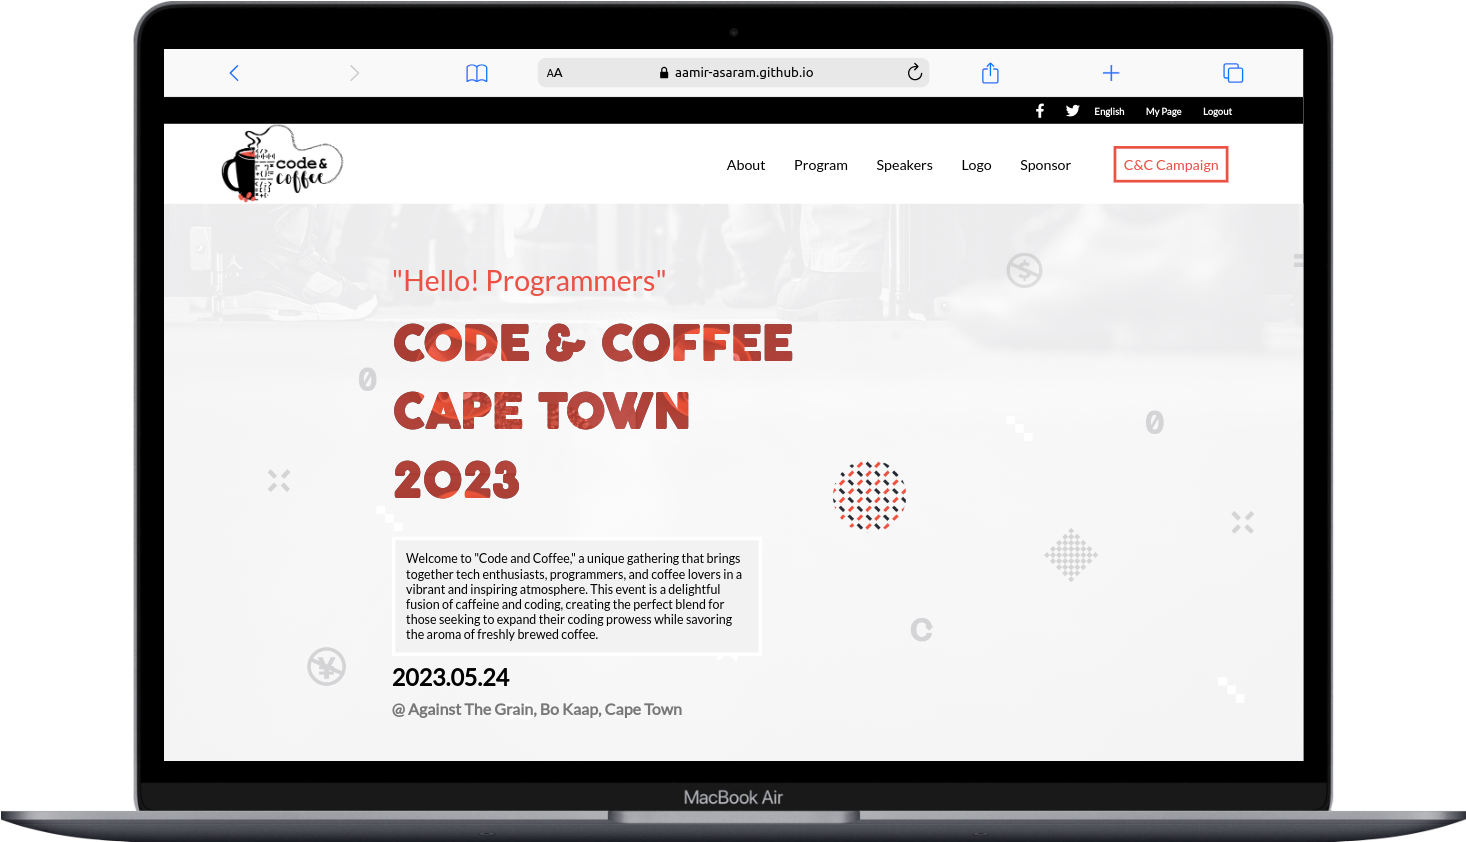 AA
aamir-asaram.github.io
English My Page Logout
code &
coffee
About Program Speakers Logo Sponsor C&C Campaign
"Hello! Programmers"
CODE & COFFEE
CAPE TOWN
2023
Welcome to "Code and Coffee," a unique gathering that brings
together tech enthusiasts, programmers, and coffee lovers in a
vibrant and inspiring atmosphere. This event is a delightful
fusion of caffeine and coding, creating the perfect blend for
those seeking to expand their coding prowess while savoring
the aroma of freshly brewed coffee.
2023.05.24
@ Against The Grain, Bo Kaap, Cape Town
MacBook Air